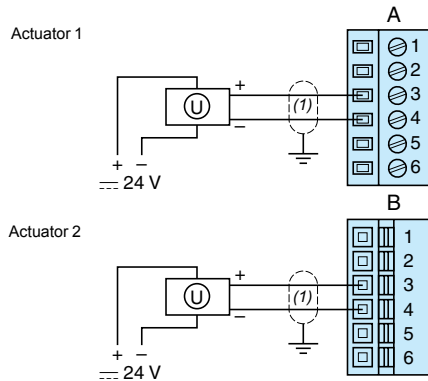 A
Actuator 1
1
2
+ (1) 3
U
– 4
5
+ – 6
24 V
B
Actuator 2
1
2
+ (1) 3
U
– 4
5
+ – 6
24 V